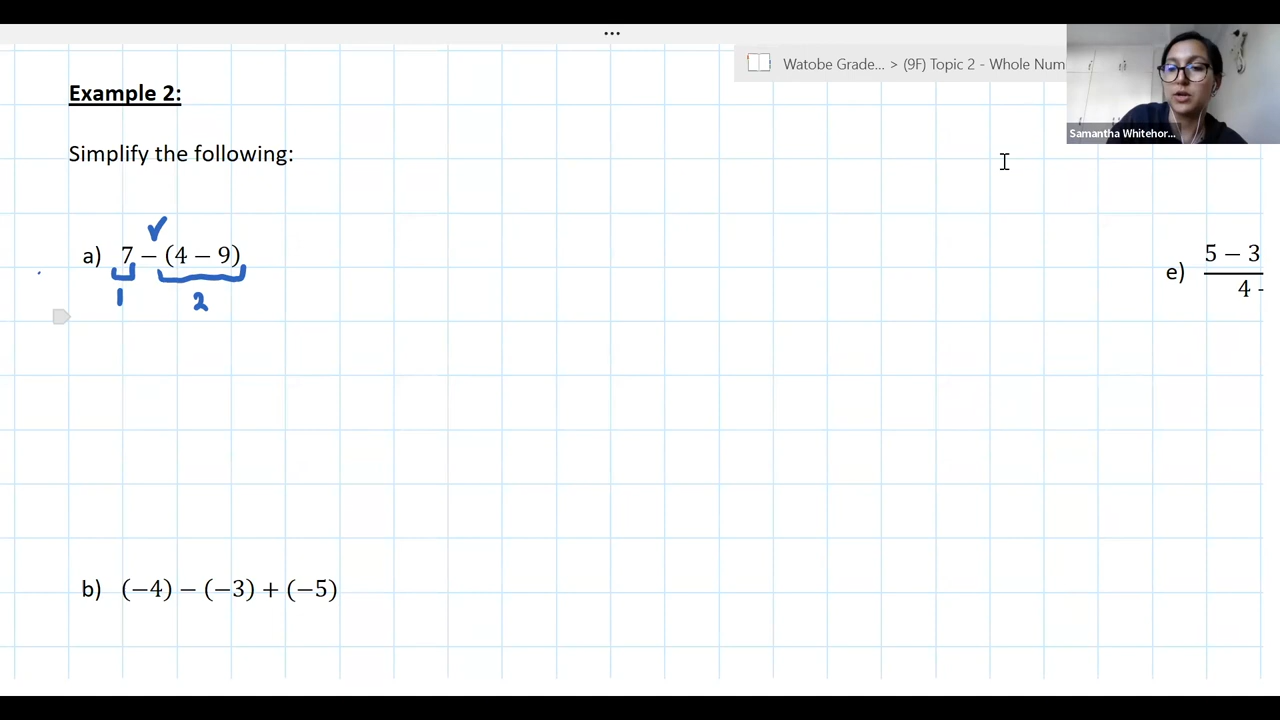 ...
Watobe Grade... > (9F) Topic 2 - Whole Num
Samantha Whitehor...
Example 2:
Simplify the following:
a) 7 − (4 − 9)
1 2
e) 5 − 3
4 -
b) (−4) − (−3) + (−5)